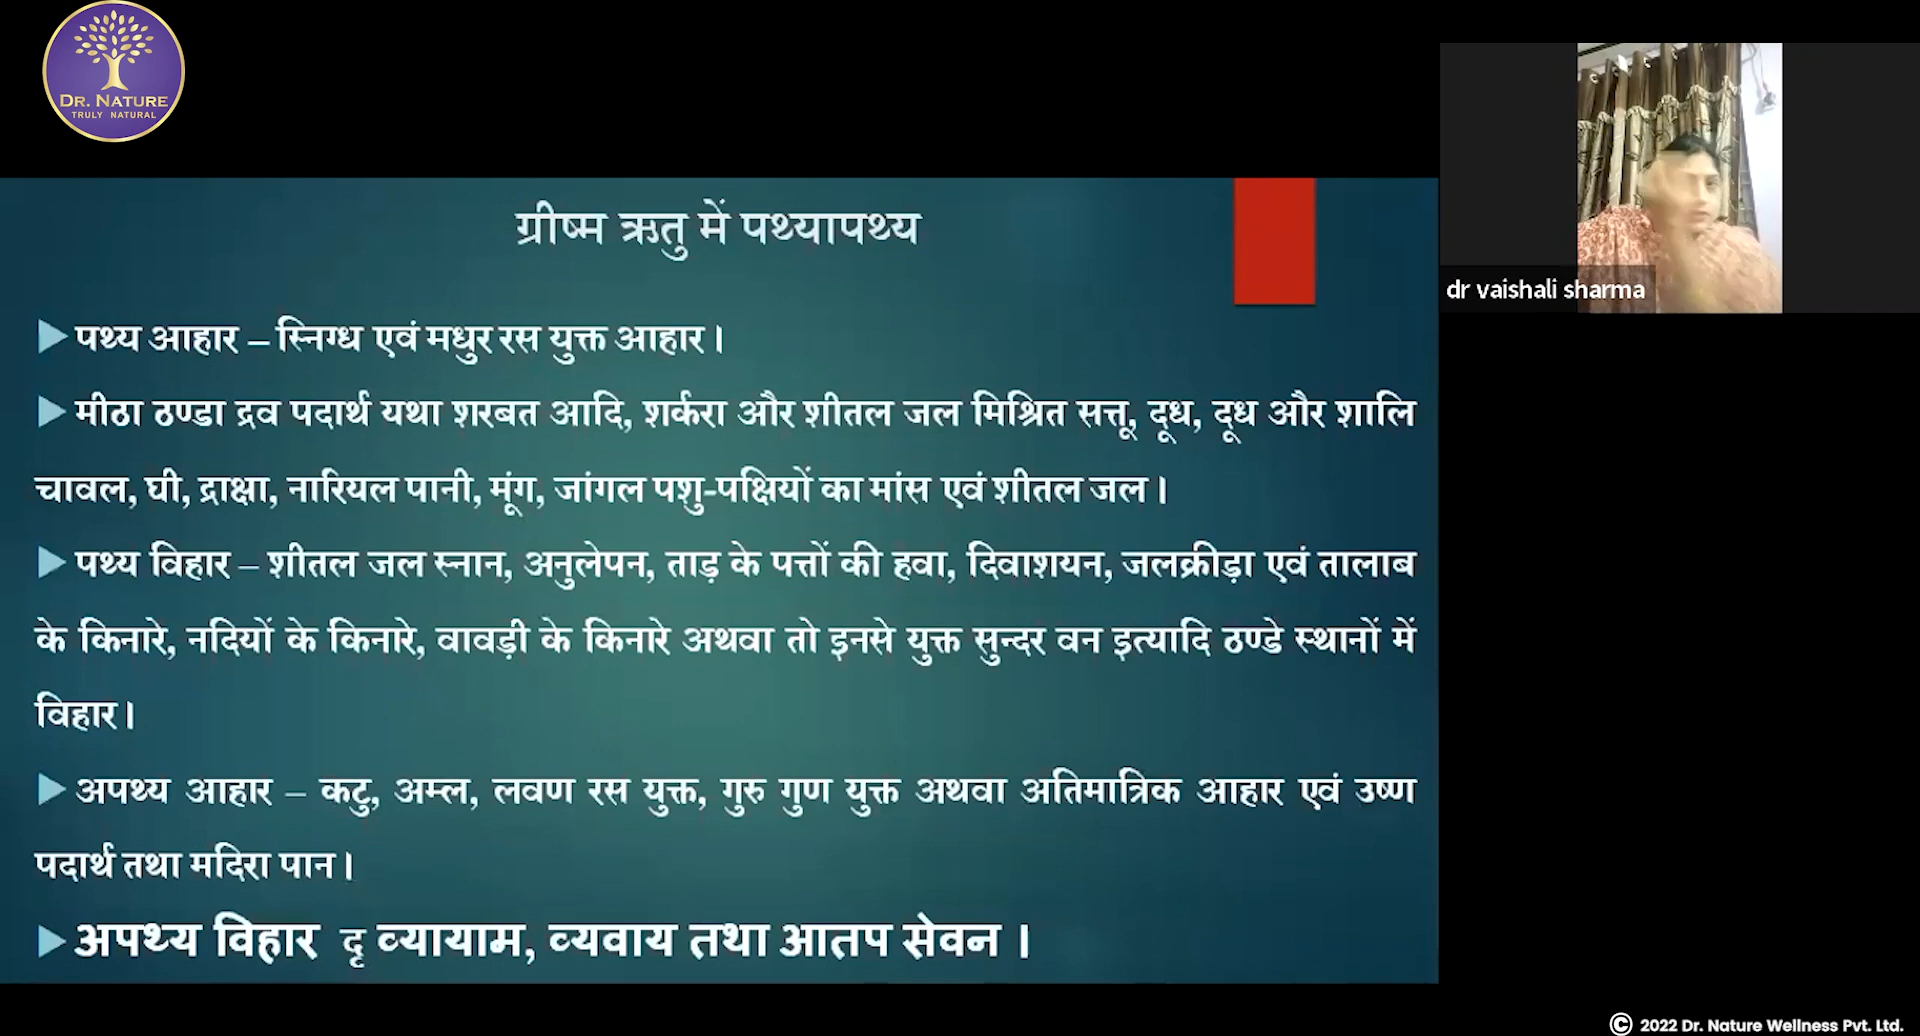 DR. NATURE
TRULY NATURAL
ग्रीष्म ऋतु में पथ्यापथ्य
dr vaishali sharma
पथ्य आहार – स्निग्ध एवं मधुर रस युक्त आहार।
मीठा ठण्डा द्रव पदार्थ यथा शरबत आदि, शर्करा और शीतल जल मिश्रित सत्तू, दूध, दूध और शालि
चावल, घी, द्राक्षा, नारियल पानी, मूंग, जांगल पशु-पक्षियों का मांस एवं शीतल जल।
पथ्य विहार – शीतल जल स्नान, अनुलेपन, ताड़ के पत्तों की हवा, दिवाशयन, जलक्रीड़ा एवं तालाब
के किनारे, नदियों के किनारे, वावड़ी के किनारे अथवा तो इनसे युक्त सुन्दर वन इत्यादि ठण्डे स्थानों में
विहार।
अपथ्य आहार – कटु, अम्ल, लवण रस युक्त, गुरु गुण युक्त अथवा अतिमात्रिक आहार एवं उष्ण
पदार्थ तथा मदिरा पान।
अपथ्य विहार दृ व्यायाम, व्यवाय तथा आतप सेवन ।
© 2022 Dr. Nature Wellness Pvt. Ltd.